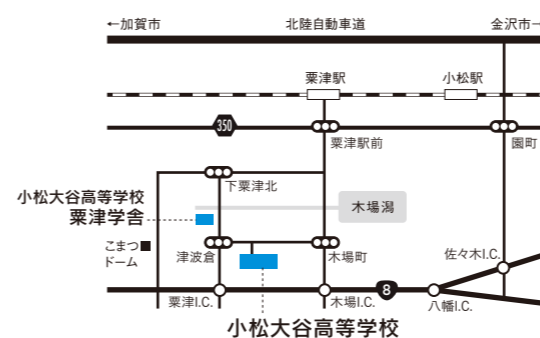 ←加賀市
北陸自動車道
金沢市→
粟津駅
小松駅
350
粟津駅前
園町
下粟津北
小松大谷高等学校
粟津学舎
木場潟
こまつ
ドーム
津波倉
木場町
佐々木I.C.
8
粟津I.C.
木場I.C.
八幡I.C.
小松大谷高等学校